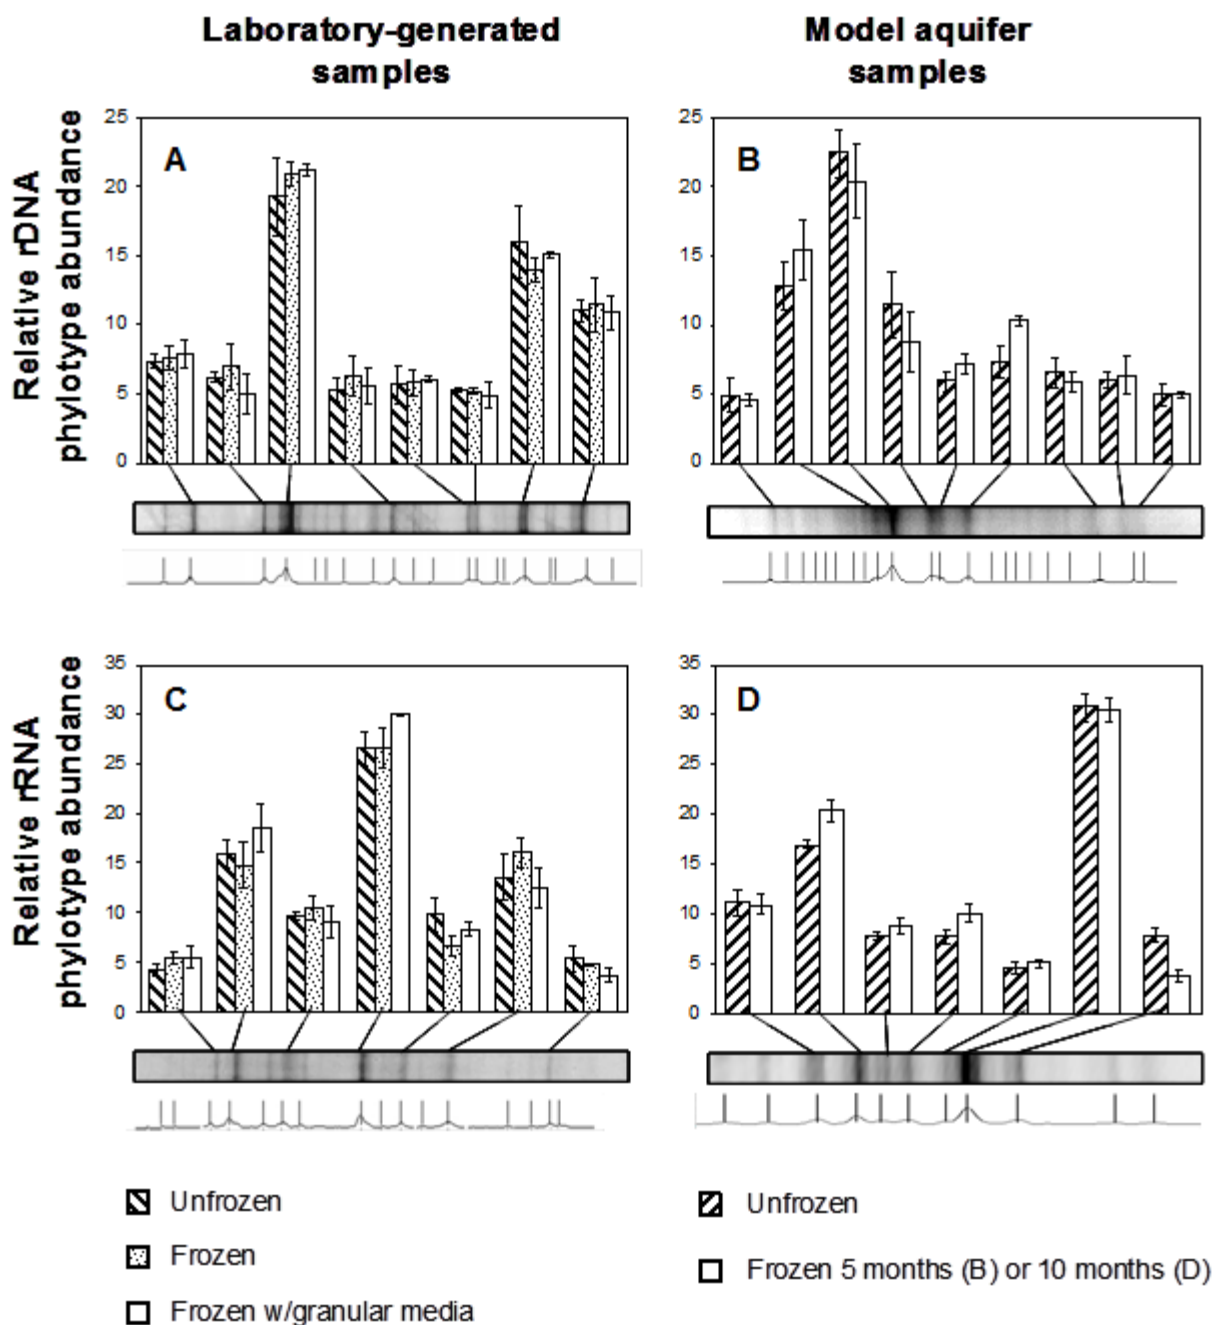 Laboratory-generated
samples
Model aquifer
samples
Relative rDNA
phylotype abundance
25
20
15
10
5
0
A
25
20
15
10
5
0
B
Relative rRNA
phylotype abundance
35
30
25
20
15
10
5
0
C
35
30
25
20
15
10
5
0
D
Unfrozen
Frozen
Frozen w/granular media
Unfrozen
Frozen 5 months (B) or 10 months (D)